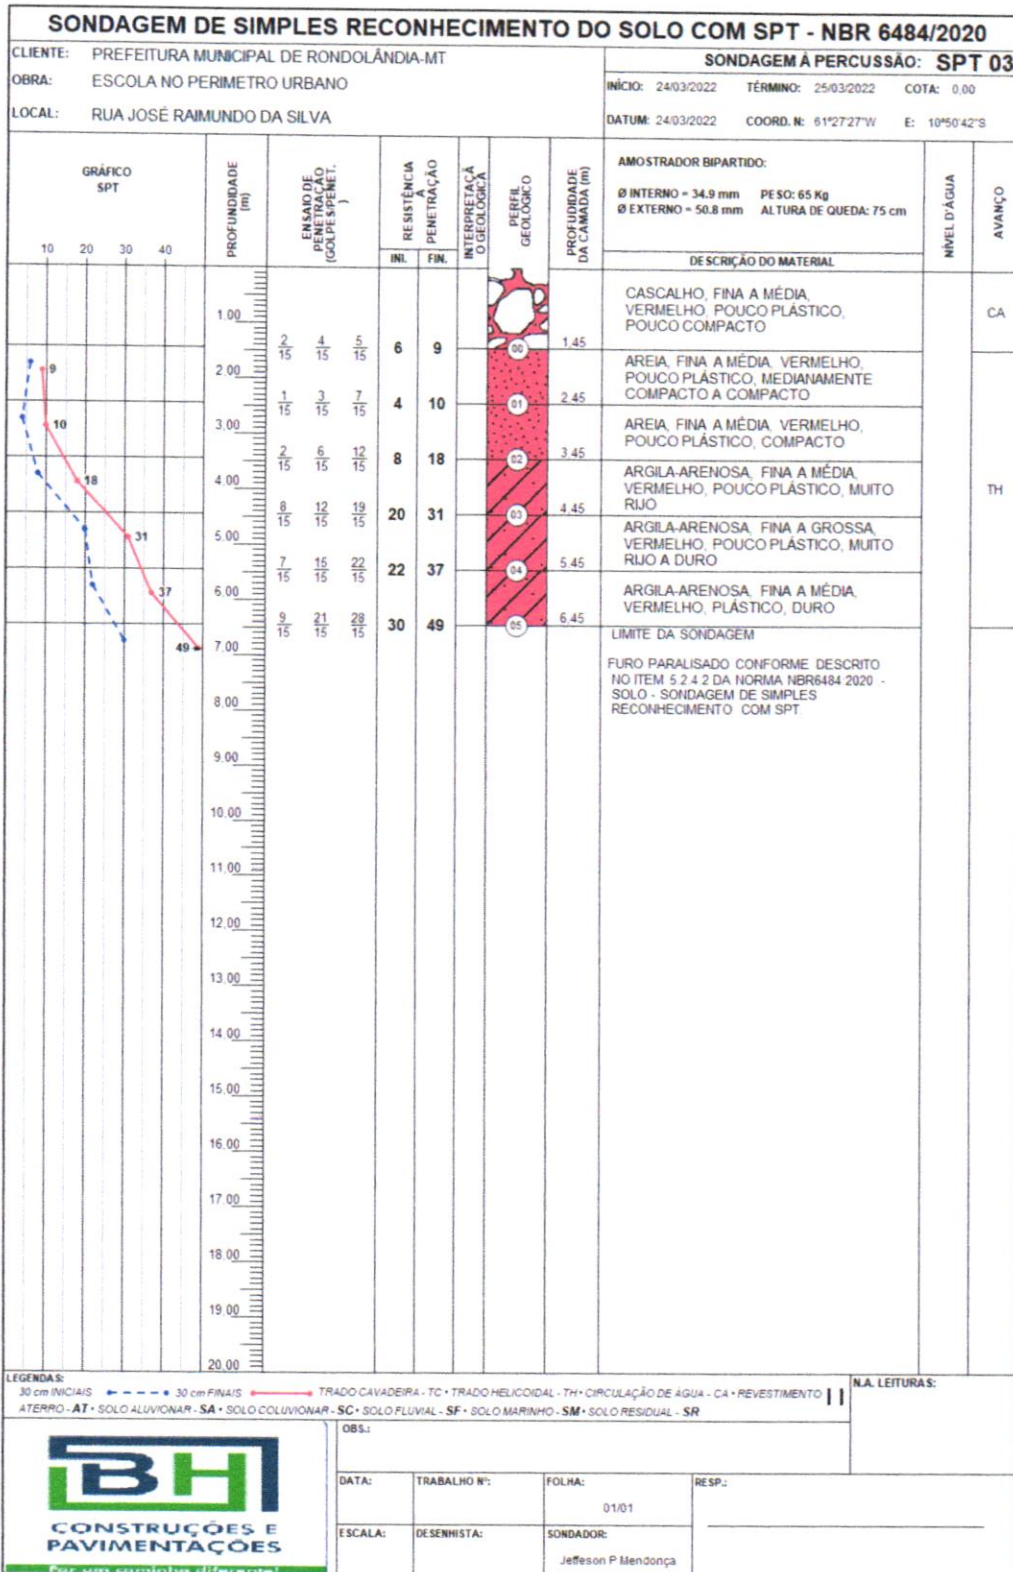 SONDAGEM DE SIMPLES RECONHECIMENTO DO SOLO COM SPT - NBR 6484/2020
CLIENTE: PREFEITURA MUNICIPAL DE RONDOLÂNDIA-MT
OBRA: ESCOLA NO PERIMETRO URBANO
LOCAL: RUA JOSÉ RAIMUNDO DA SILVA
SONDAGEM À PERCUSSÃO: SPT 03
INÍCIO: 24/03/2022 TÉRMINO: 25/03/2022 COTA: 0,00
DATUM: 24/03/2022 COORD. N: 61°27'27"W E: 10°50'42"S
GRÁFICO
SPT
10 20 30 40
PROFUNDIDADE
(m)
ENSAIO DE
PENETRAÇÃO
(GOLPES/PENET.
)
RESISTÊNCIA
A
PENETRAÇÃO
INI. FIN.
INTERPRETAÇÃ
O GEOLÓGICA
PERFIL
GEOLÓGICO
PROFUDIDADE
DA CAMADA (m)
AMOSTRADOR BIPARTIDO:
Ø INTERNO = 34.9 mm PESO: 65 Kg
Ø EXTERNO = 50.8 mm ALTURA DE QUEDA: 75 cm
DESCRIÇÃO DO MATERIAL
NÍVEL D'ÁGUA
AVANÇO
1,00
2/15 4/15 5/15 6 9 00 1,45
CASCALHO, FINA A MÉDIA,
VERMELHO, POUCO PLÁSTICO,
POUCO COMPACTO
CA
9
2,00
1/15 3/15 7/15 4 10 01 2,45
AREIA, FINA A MÉDIA, VERMELHO,
POUCO PLÁSTICO, MEDIANAMENTE
COMPACTO A COMPACTO
10
3,00
2/15 6/15 12/15 8 18 02 3,45
AREIA, FINA A MÉDIA, VERMELHO,
POUCO PLÁSTICO, COMPACTO
18
4,00
8/15 12/15 19/15 20 31 03 4,45
ARGILA-ARENOSA, FINA A MÉDIA,
VERMELHO, POUCO PLÁSTICO, MUITO
RIJO
TH
31
5,00
7/15 15/15 22/15 22 37 04 5,45
ARGILA-ARENOSA, FINA A GROSSA,
VERMELHO, POUCO PLÁSTICO, MUITO
RIJO A DURO
37
6,00
9/15 21/15 28/15 30 49 05 6,45
ARGILA-ARENOSA, FINA A MÉDIA,
VERMELHO, PLÁSTICO, DURO
49
7,00
LIMITE DA SONDAGEM
FURO PARALISADO CONFORME DESCRITO
NO ITEM 5.2.4.2 DA NORMA NBR6484:2020 -
SOLO - SONDAGEM DE SIMPLES
RECONHECIMENTO COM SPT
8,00
9,00
10,00
11,00
12,00
13,00
14,00
15,00
16,00
17,00
18,00
19,00
20,00
LEGENDAS:
30 cm INICIAIS 30 cm FINAIS TRADO CAVADEIRA - TC • TRADO HELICOIDAL - TH • CIRCULAÇÃO DE ÁGUA - CA • REVESTIMENTO
ATERRO - AT • SOLO ALUVIONAR - SA • SOLO COLUVIONAR - SC • SOLO FLUVIAL - SF • SOLO MARINHO - SM • SOLO RESIDUAL - SR
N.A. LEITURAS:
BH
CONSTRUÇÕES E
PAVIMENTAÇÕES
Por um caminho diferente!
OBS.:
DATA: TRABALHO Nº: FOLHA: RESP.:
01/01
ESCALA: DESENHISTA: SONDADOR:
Jeffeson P Mendonça